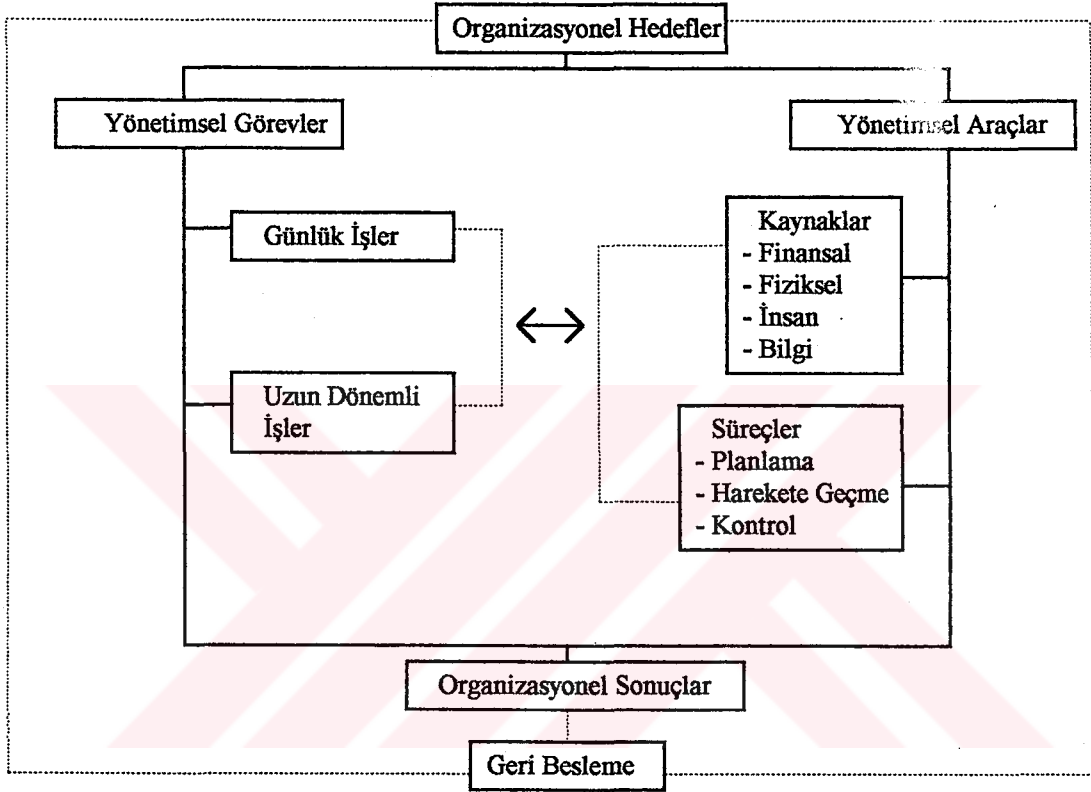 Organizasyonel Hedefler
Yönetimsel Görevler
Yönetimsel Araçlar
Günlük İşler
Uzun Dönemli
İşler
Kaynaklar
- Finansal
- Fiziksel
- İnsan
- Bilgi
Süreçler
- Planlama
- Harekete Geçme
- Kontrol
Organizasyonel Sonuçlar
Geri Besleme